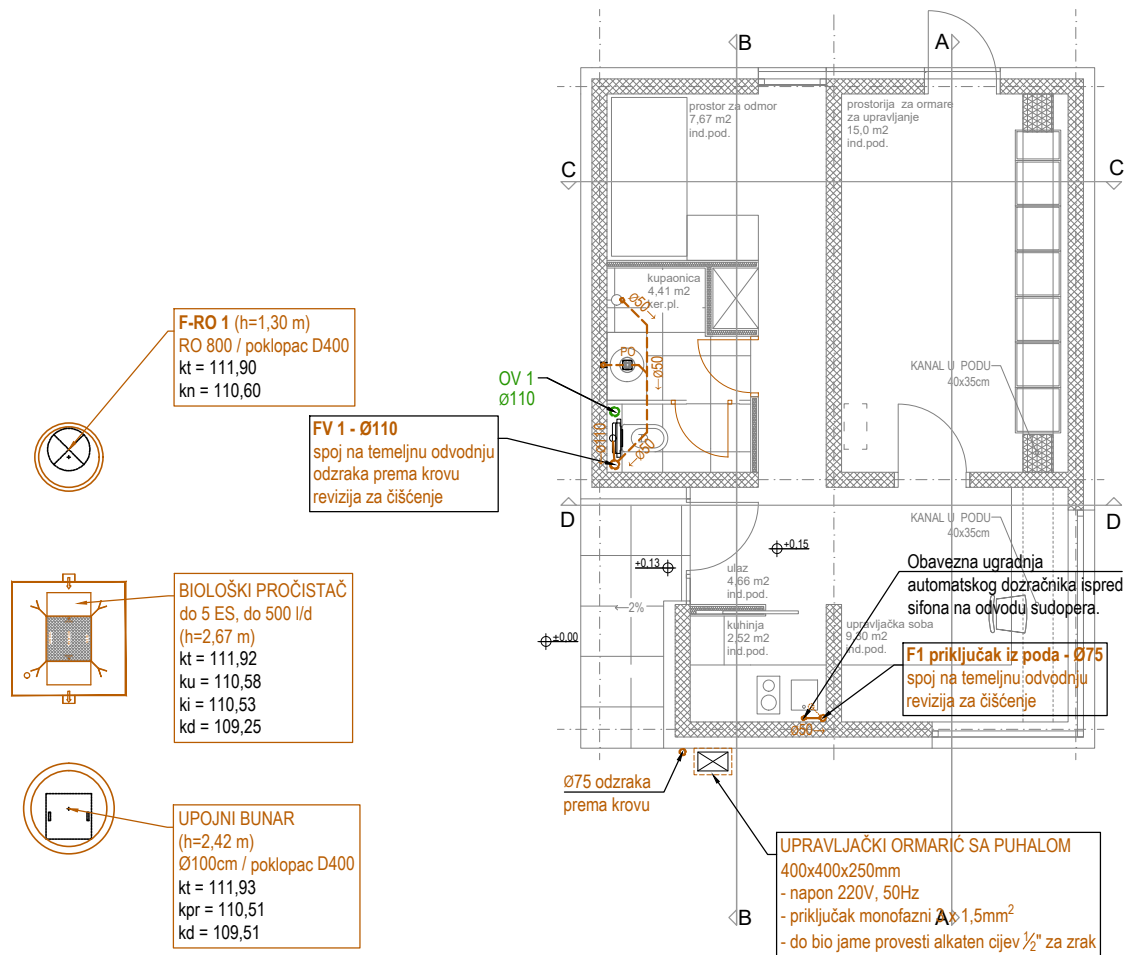 B
A
prostor za odmor
7,67 m2
ind.pod.
prostorija za ormare
za upravljanje
15,0 m2
ind.pod.
C
C
kupaonica
4,41 m2
ker.pl.
Ø50→
PO
←Ø50
KANAL U PODU
40x35cm
F-RO 1 (h=1,30 m)
RO 800 / poklopac D400
kt = 111,90
kn = 110,60
OV 1
Ø110
FV 1 - Ø110
spoj na temeljnu odvodnju
odzraka prema krovu
revizija za čišćenje
Ø110
←Ø50
D
D
KANAL U PODU
40x35cm
+0.15
+0.13
±0.00
←2%
ulaz
4,66 m2
ind.pod.
Obavezna ugradnja
automatskog dozračnika ispred
sifona na odvodu sudopera.
kuhinja
2,52 m2
ind.pod.
upravljačka soba
9,30 m2
ind.pod.
F1 priključak iz poda - Ø75
spoj na temeljnu odvodnju
revizija za čišćenje
Ø50→
BIOLOŠKI PROČISTAČ
do 5 ES, do 500 l/d
(h=2,67 m)
kt = 111,92
ku = 110,58
ki = 110,53
kd = 109,25
Ø75 odzraka
prema krovu
UPOJNI BUNAR
(h=2,42 m)
Ø100cm / poklopac D400
kt = 111,93
kpr = 110,51
kd = 109,51
UPRAVLJAČKI ORMARIĆ SA PUHALOM
400x400x250mm
- napon 220V, 50Hz
- priključak monofazni 3 x 1,5mm²
- do bio jame provesti alkaten cijev ½" za zrak
B
A